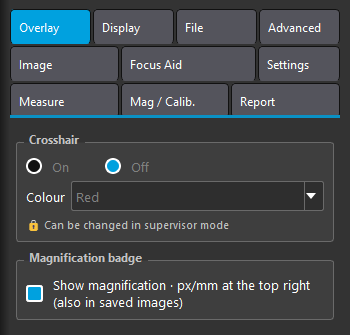 Overlay Display File Advanced
Image Focus Aid Settings
Measure Mag / Calib. Report
Crosshair
On Off
Colour Red
Can be changed in supervisor mode
Magnification badge
Show magnification · px/mm at the top right
(also in saved images)